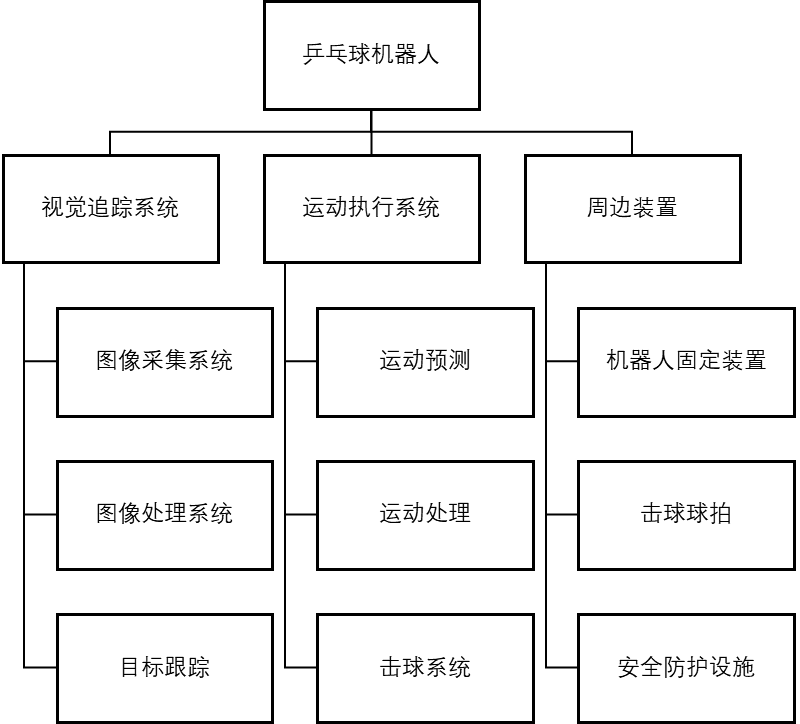 乒乓球机器人
视觉追踪系统
运动执行系统
周边装置
图像采集系统
运动预测
机器人固定装置
图像处理系统
运动处理
击球球拍
目标跟踪
击球系统
安全防护设施